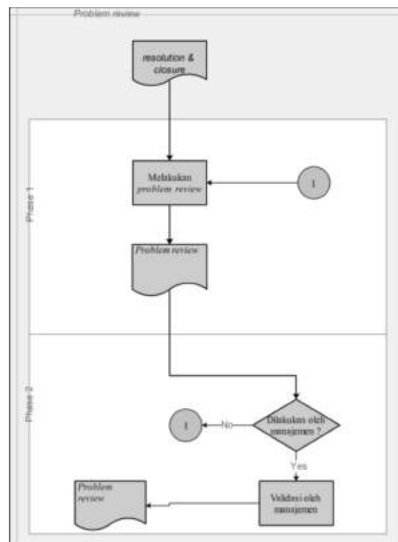 Problem review
resolution &
closure
Phase 1
Melakukan
problem review
1
Problem review
Phase 2
1
No
Dilakukan oleh
manajemen ?
Yes
Problem
review
Validasi oleh
manajemen